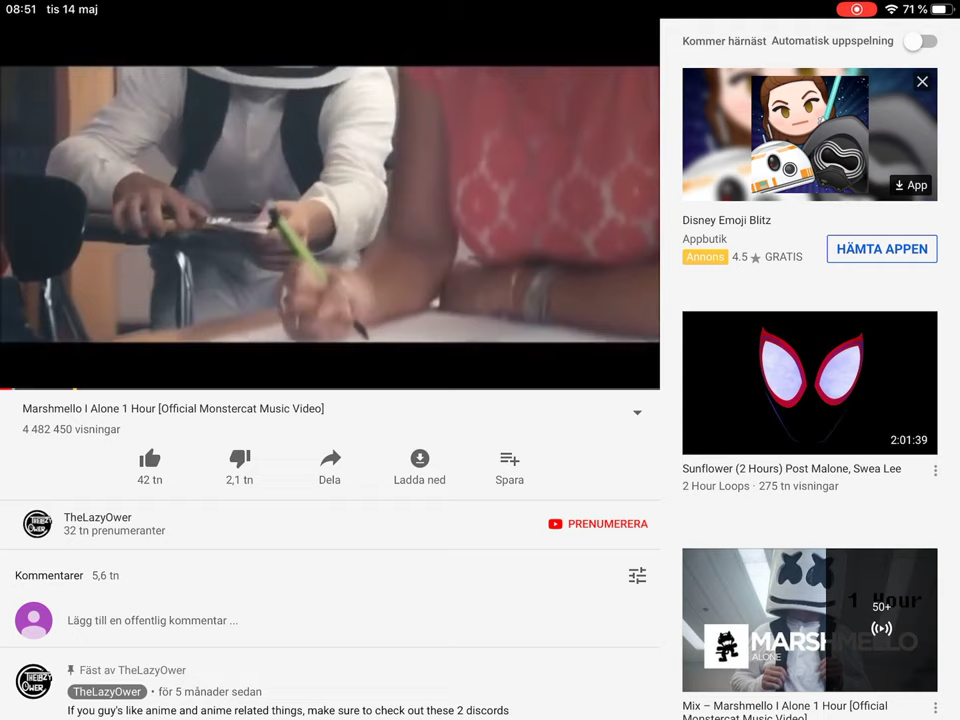 08:51 tis 14 maj
71 %
Kommer härnäst Automatisk uppspelning
App
Disney Emoji Blitz
Appbutik
Annons 4.5 ★ GRATIS
HÄMTA APPEN
Marshmello I Alone 1 Hour [Official Monstercat Music Video]
4 482 450 visningar
42 tn
2,1 tn
Dela
Ladda ned
Spara
TheLazyOwer
32 tn prenumeranter
PRENUMERERA
Kommentarer 5,6 tn
Lägg till en offentlig kommentar ...
Fäst av TheLazyOwer
TheLazyOwer • för 5 månader sedan
If you guy's like anime and anime related things, make sure to check out these 2 discords
2:01:39
Sunflower (2 Hours) Post Malone, Swea Lee
2 Hour Loops · 275 tn visningar
1 Hour
50+
MARSHMELLO
ALONE
Mix – Marshmello I Alone 1 Hour [Official
Monstercat Music Video]